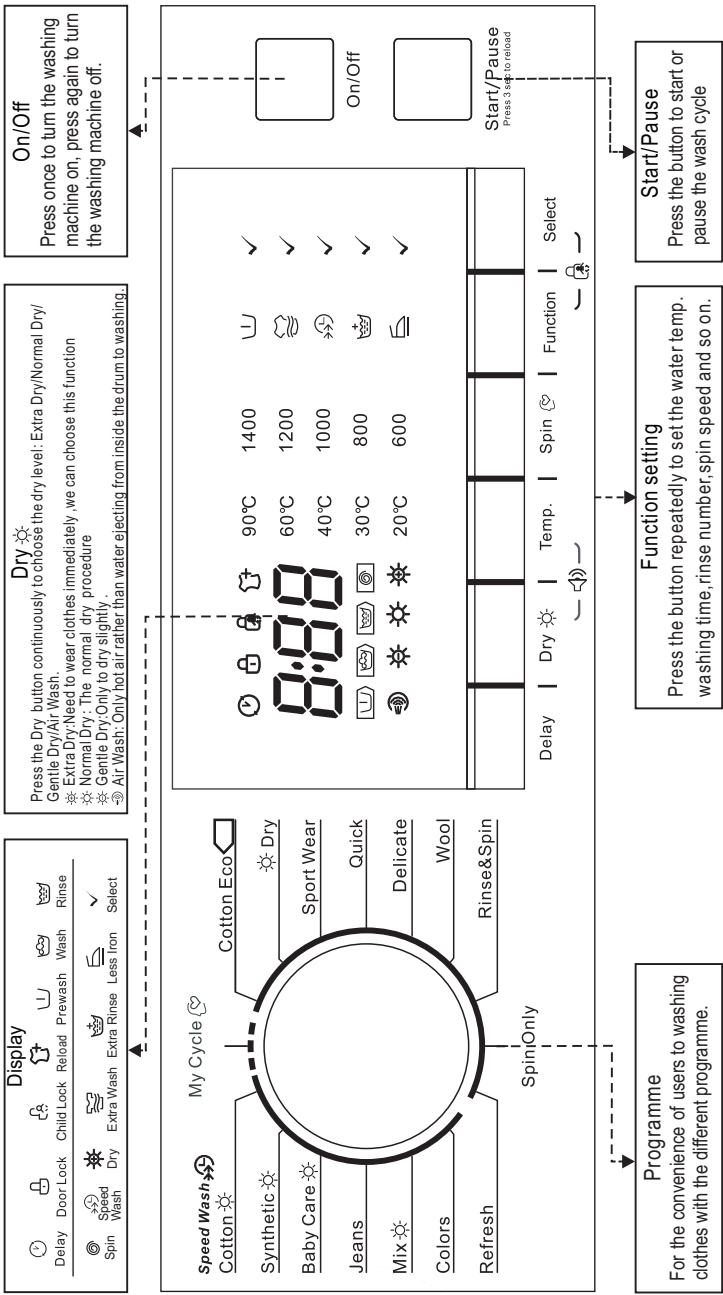 Display
Delay
Door Lock
Child Lock
Reload
Prewash
Wash
Rinse
Spin
Speed
Wash
Dry
Extra Wash
Extra Rinse
Less Iron
Select
Dry
Press the Dry button continuously to choose the dry level: Extra Dry/Normal Dry/
Gentle Dry/Air Wash.
Extra Dry:Need to wear clothes immediately ,we can choose this function
Normal Dry : The normal dry procedure
Gentle Dry:Only to dry slightly .
Air Wash: Only hot air rather than water ejecting from inside the drum to washing.
On/Off
Press once to turn the washing
machine on, press again to turn
the washing machine off.
Speed Wash
Cotton
Synthetic
Baby Care
Jeans
Mix
Colors
Refresh
My Cycle
Cotton Eco
Dry
Sport Wear
Quick
Delicate
Wool
Rinse&Spin
Spin Only
8:88
90℃
60℃
40℃
30℃
20℃
1400
1200
1000
800
600
Delay
Dry
Temp.
Spin
Function
Select
On/Off
Start/Pause
Press 3 sec to reload
Programme
For the convenience of users to washing
clothes with the different programme.
Function setting
Press the button repeatedly to set the water temp.
washing time,rinse number,spin speed and so on.
Start/Pause
Press the button to start or
pause the wash cycle